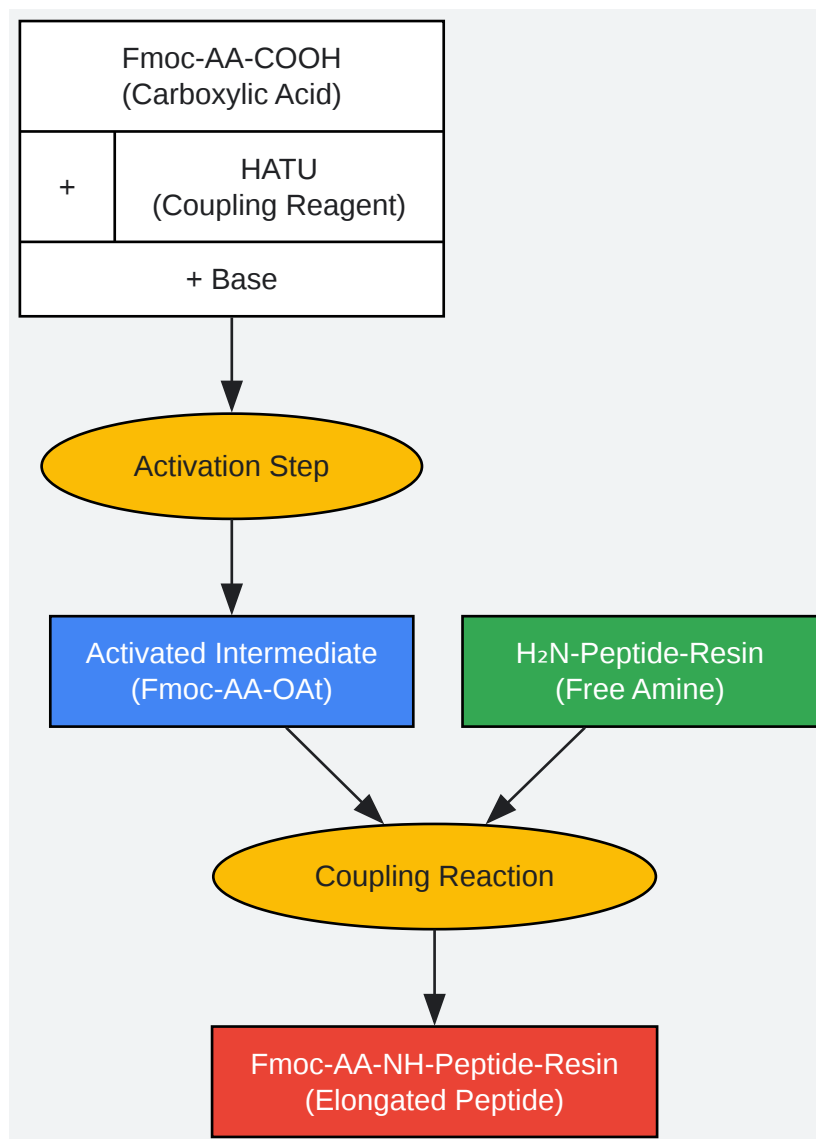 Fmoc-AA-COOH
(Carboxylic Acid)
+
HATU
(Coupling Reagent)
+ Base
Activation Step
Activated Intermediate
(Fmoc-AA-OAt)
H₂N-Peptide-Resin
(Free Amine)
Coupling Reaction
Fmoc-AA-NH-Peptide-Resin
(Elongated Peptide)